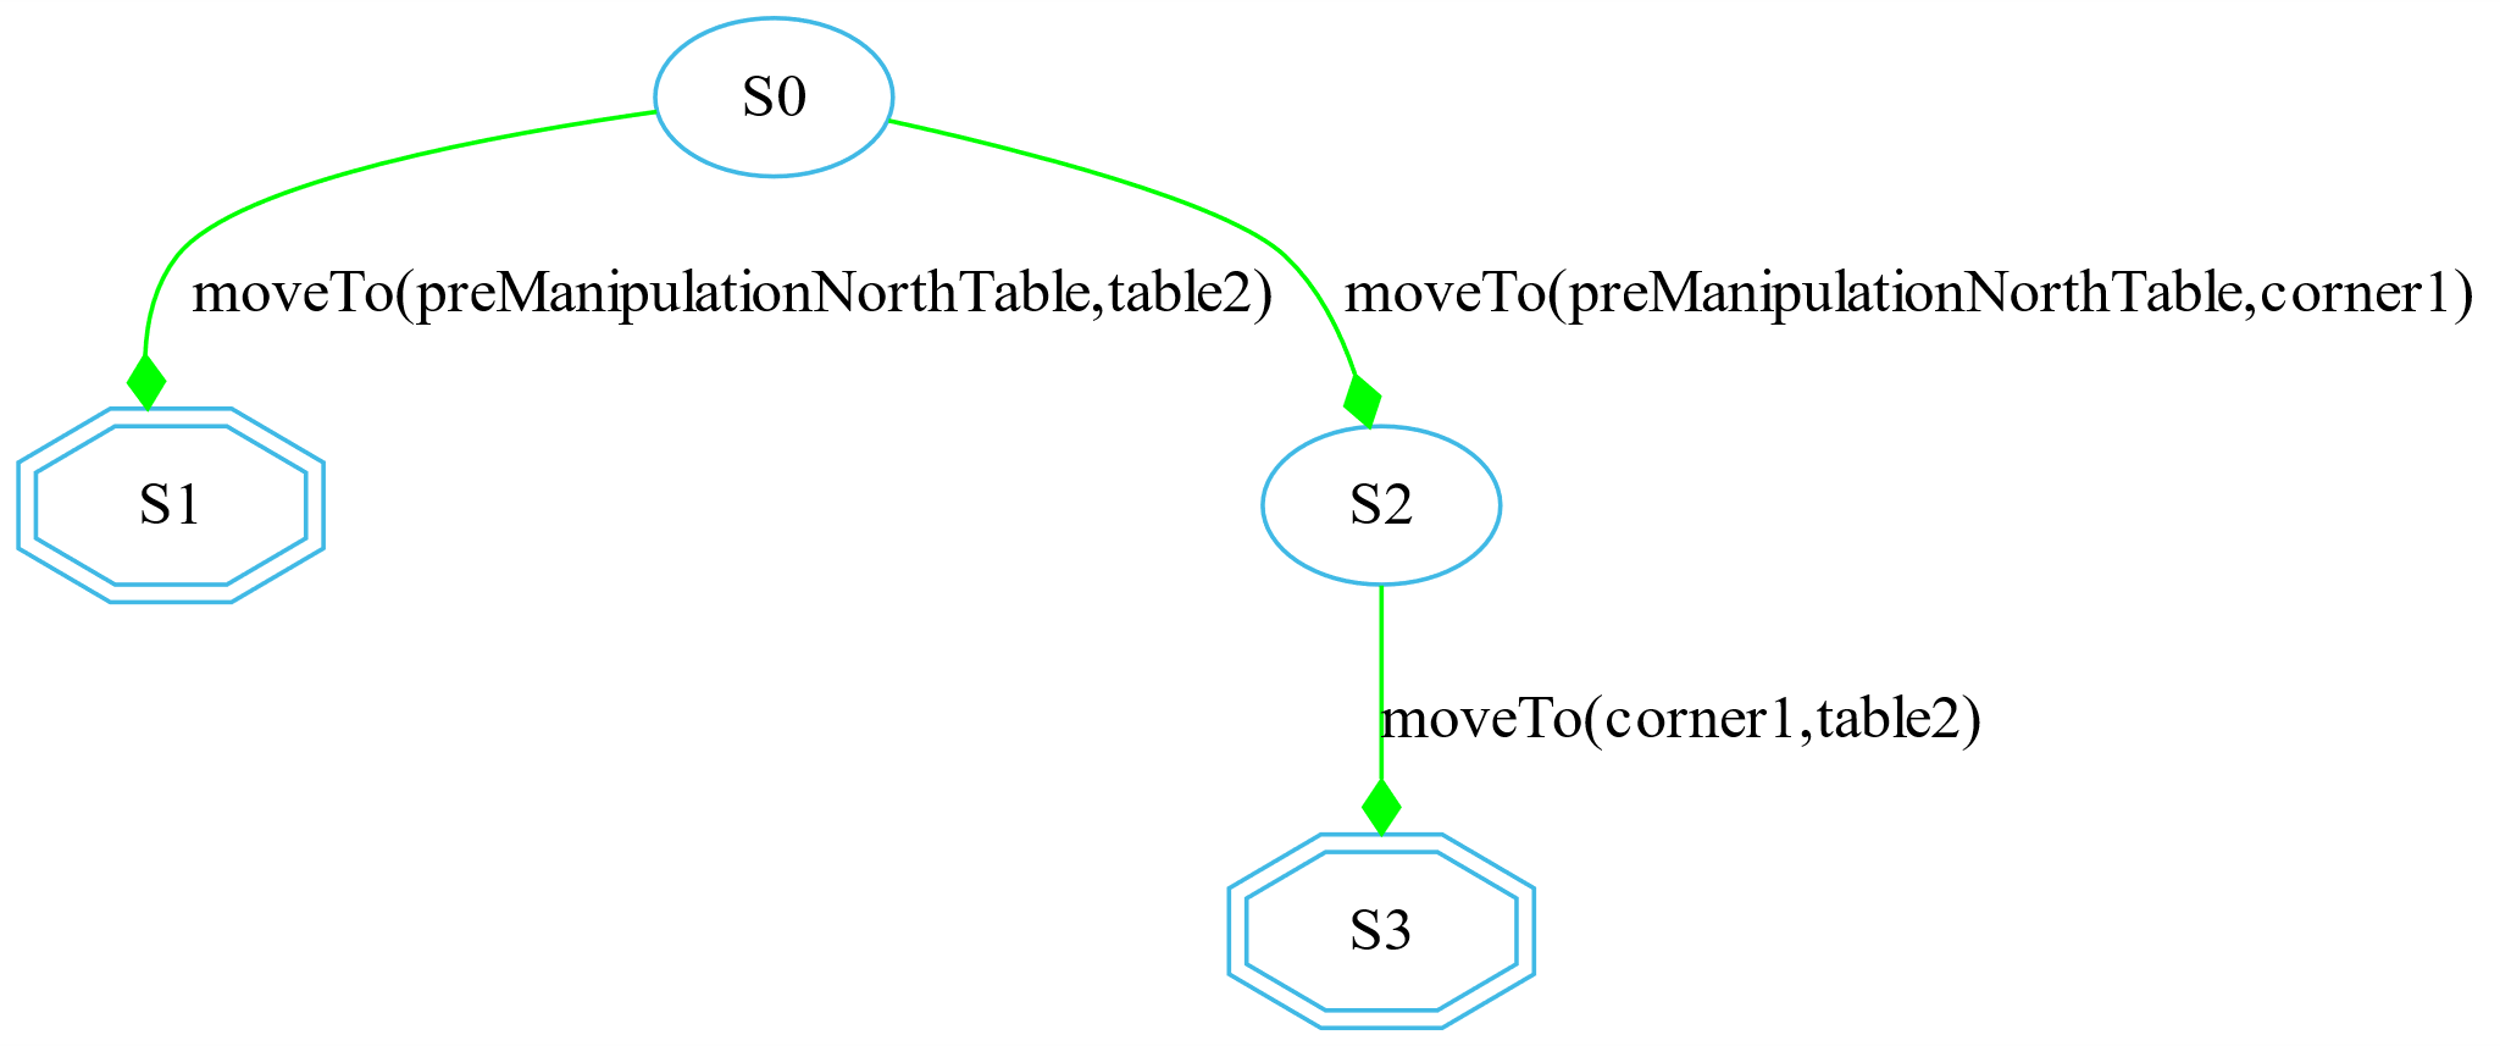 S0
moveTo(preManipulationNorthTable,table2)
moveTo(preManipulationNorthTable,corner1)
S1
S2
moveTo(corner1,table2)
S3